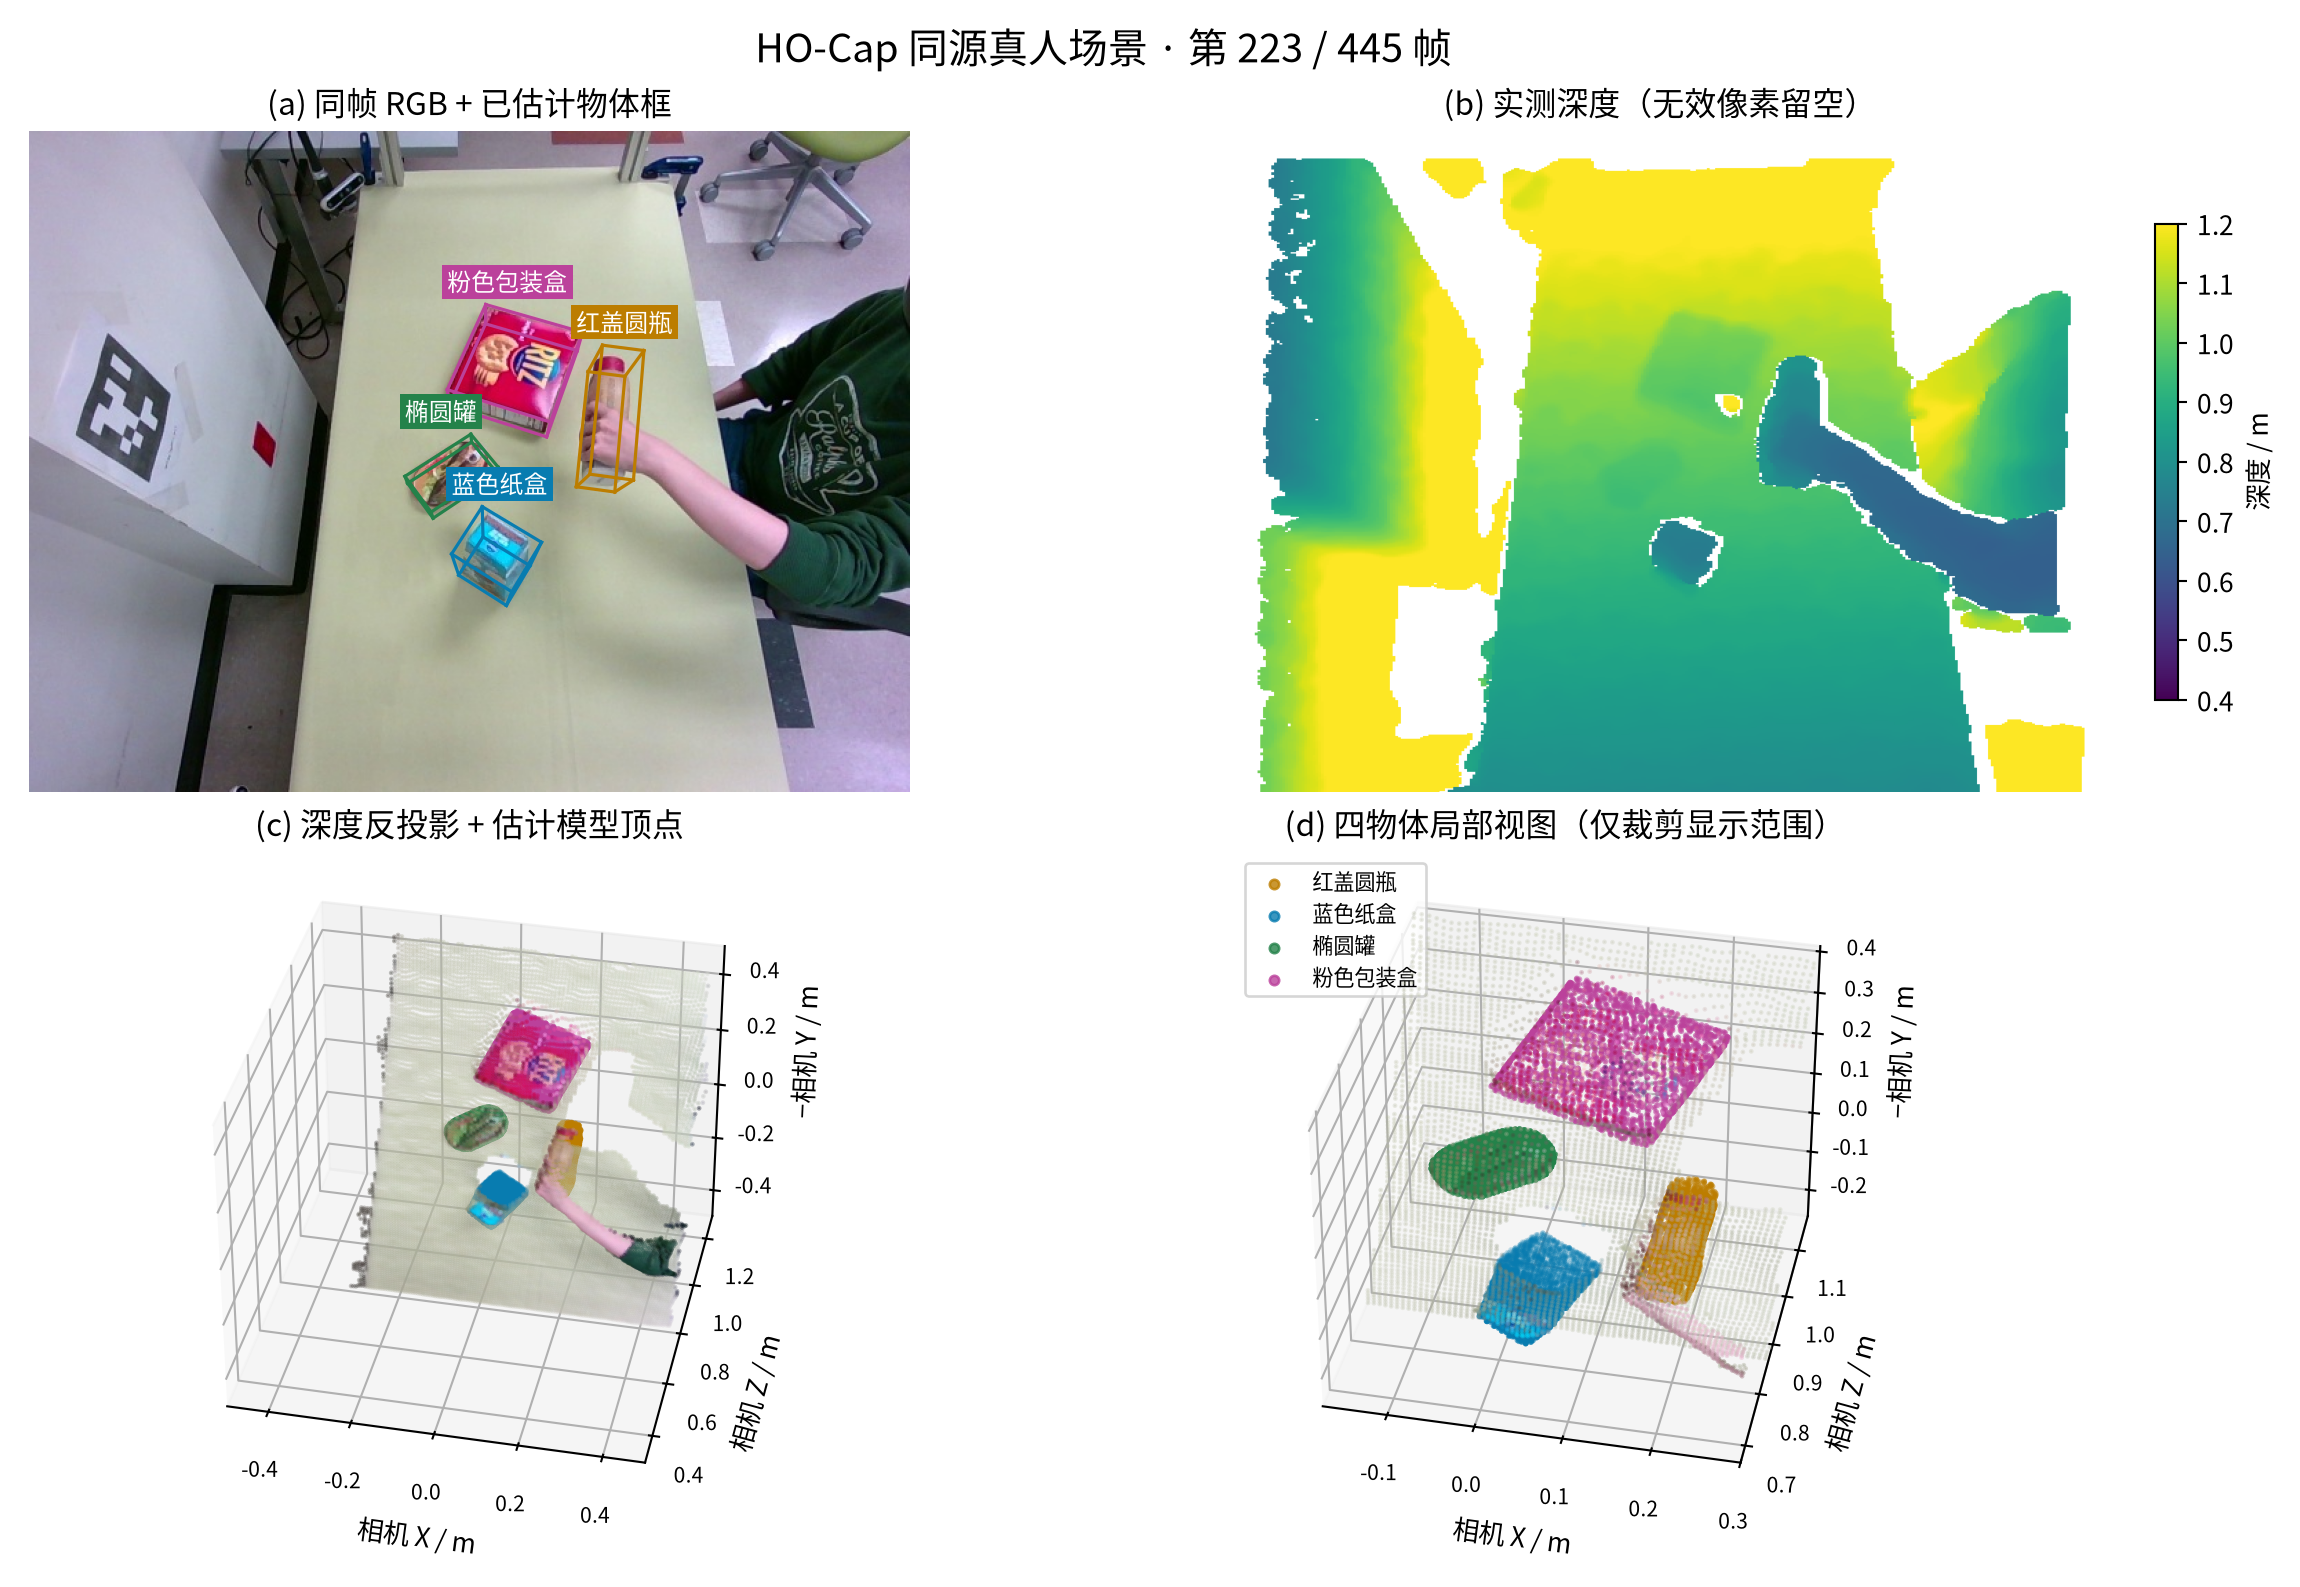 HO-Cap 同源真人场景 · 第 223 / 445 帧
(a) 同帧 RGB + 已估计物体框
粉色包装盒
红盖圆瓶
椭圆罐
蓝色纸盒
RITZ
(b) 实测深度（无效像素留空）
1.2
1.1
1.0
0.9
0.8
0.7
0.6
0.5
0.4
深度 / m
(c) 深度反投影 + 估计模型顶点
0.4
0.2
0.0
-0.2
-0.4
−相机 Y / m
1.2
1.0
0.8
0.6
0.4
相机 Z / m
-0.4
-0.2
0.0
0.2
0.4
相机 X / m
(d) 四物体局部视图（仅裁剪显示范围）
红盖圆瓶
蓝色纸盒
椭圆罐
粉色包装盒
0.4
0.3
0.2
0.1
0.0
-0.1
-0.2
−相机 Y / m
1.1
1.0
0.9
0.8
0.7
相机 Z / m
-0.1
0.0
0.1
0.2
0.3
相机 X / m